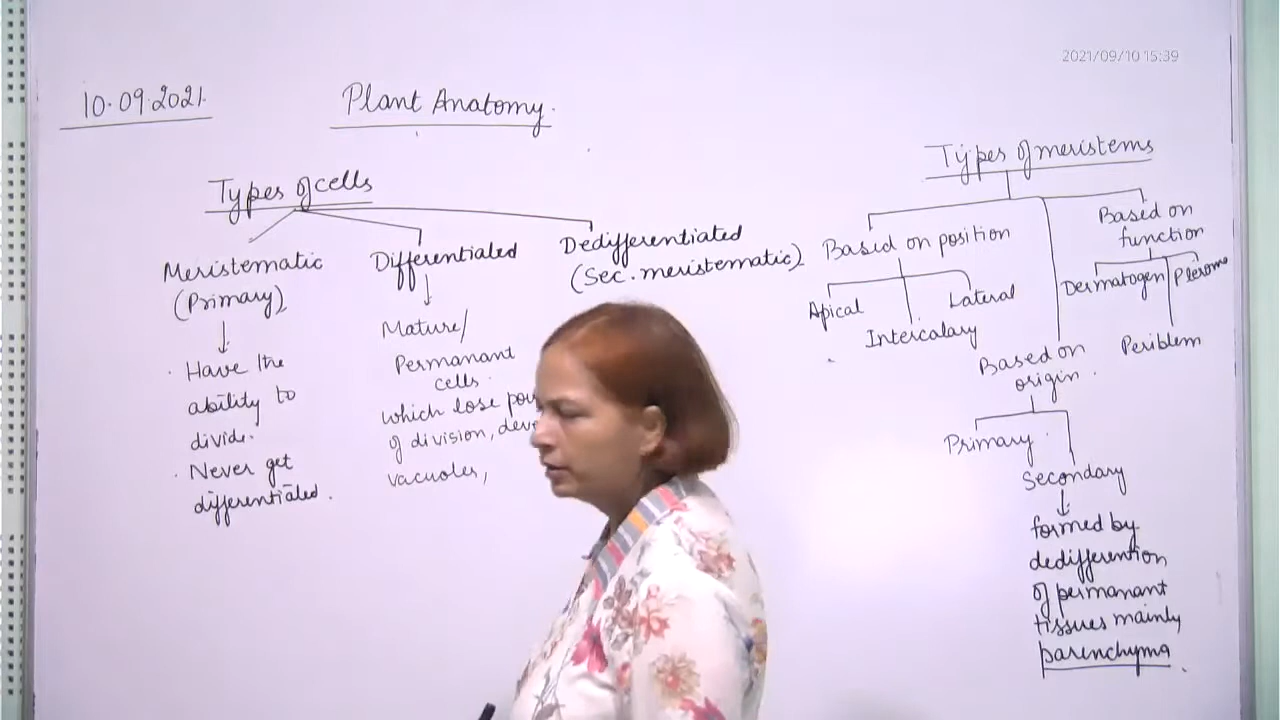 2021/09/10 15:39
10.09.2021.
Plant Anatomy.
Types of cells
Meristematic
(Primary)
· Have the
ability to
divide.
· Never get
differentiated.
Differentiated
Mature/
Permanant
cells.
which lose
of division,
vacuoles,
Dedifferentiated
(Sec. meristematic)
Types of meristems
Based on position
Apical
Intercalary
Lateral
Based on
origin.
Primary.
Secondary
formed by
dedifferention
of permanant
tissues mainly
parenchyma.
Based on
function
Dermatogen
Periblem
Plerome